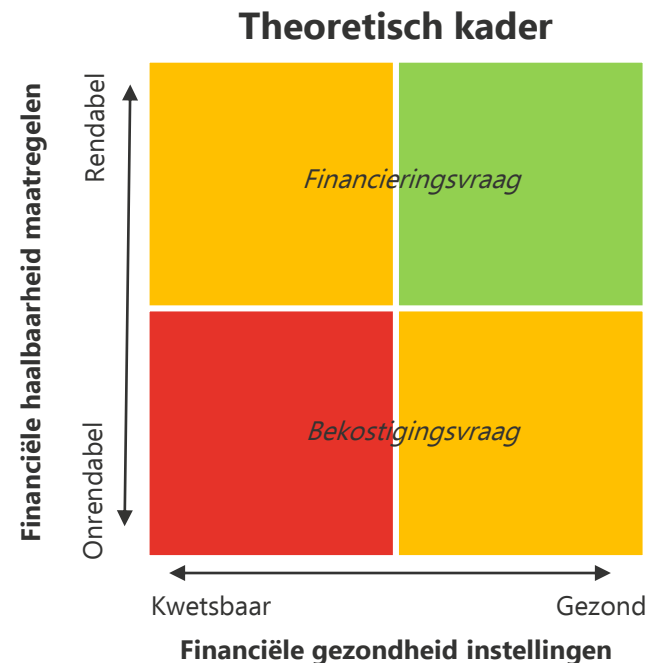 Theoretisch kader
Financiële haalbaarheid maatregelen
Rendabel
Onrendabel
Financieringsvraag
Bekostigingsvraag
Kwetsbaar
Gezond
Financiële gezondheid instellingen